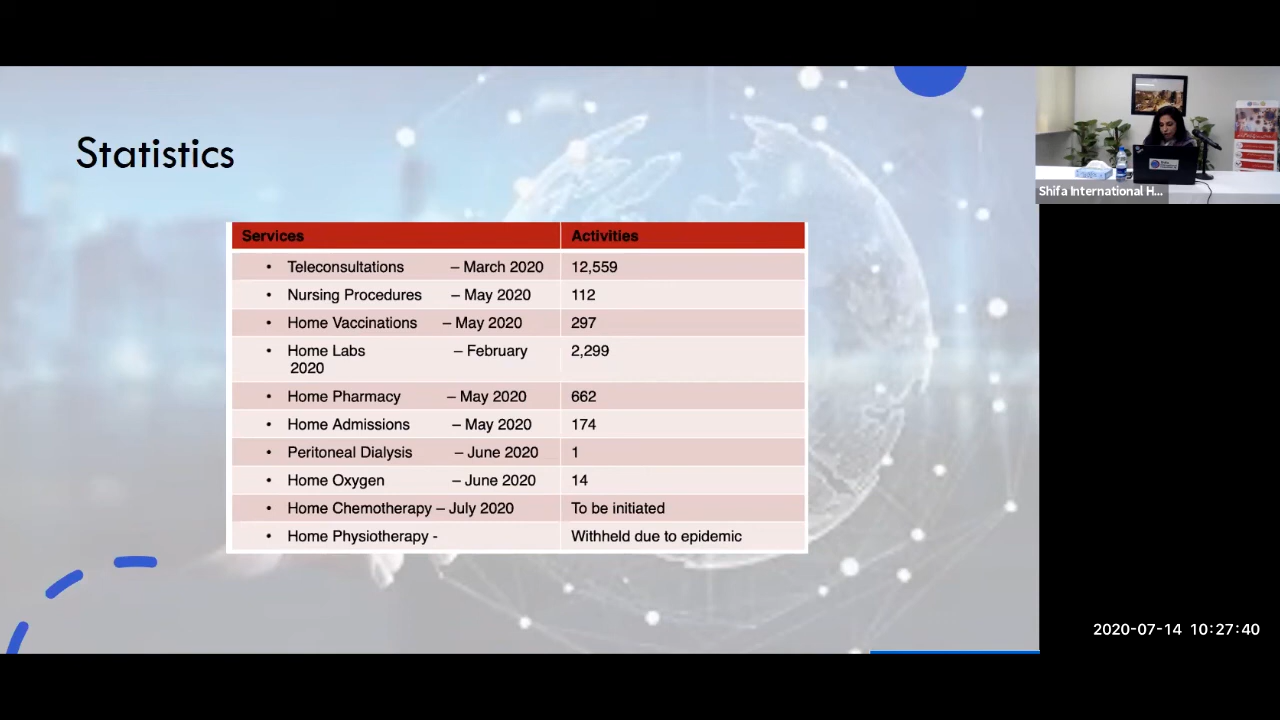 Statistics
Services Activities
• Teleconsultations – March 2020 12,559
• Nursing Procedures – May 2020 112
• Home Vaccinations – May 2020 297
• Home Labs – February 2,299
2020
• Home Pharmacy – May 2020 662
• Home Admissions – May 2020 174
• Peritoneal Dialysis – June 2020 1
• Home Oxygen – June 2020 14
• Home Chemotherapy – July 2020 To be initiated
• Home Physiotherapy - Withheld due to epidemic
Shifa International H...
2020-07-14 10:27:40